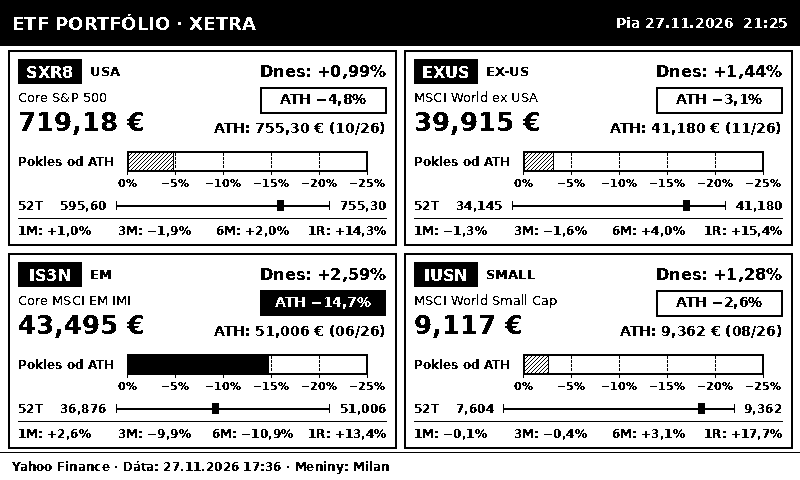 ETF PORTFÓLIO · XETRA Pia 27.11.2026 21:25
SXR8 USA Dnes: +0,99%
Core S&P 500 ATH −4,8%
719,18 € ATH: 755,30 € (10/26)
Pokles od ATH
0% −5% −10% −15% −20% −25%
52T 595,60 755,30
1M: +1,0% 3M: −1,9% 6M: +2,0% 1R: +14,3%
EXUS EX-US Dnes: +1,44%
MSCI World ex USA ATH −3,1%
39,915 € ATH: 41,180 € (11/26)
Pokles od ATH
0% −5% −10% −15% −20% −25%
52T 34,145 41,180
1M: −1,3% 3M: −1,6% 6M: +4,0% 1R: +15,4%
IS3N EM Dnes: +2,59%
Core MSCI EM IMI ATH −14,7%
43,495 € ATH: 51,006 € (06/26)
Pokles od ATH
0% −5% −10% −15% −20% −25%
52T 36,876 51,006
1M: +2,6% 3M: −9,9% 6M: −10,9% 1R: +13,4%
IUSN SMALL Dnes: +1,28%
MSCI World Small Cap ATH −2,6%
9,117 € ATH: 9,362 € (08/26)
Pokles od ATH
0% −5% −10% −15% −20% −25%
52T 7,604 9,362
1M: −0,1% 3M: −0,4% 6M: +3,1% 1R: +17,7%
Yahoo Finance · Dáta: 27.11.2026 17:36 · Meniny: Milan